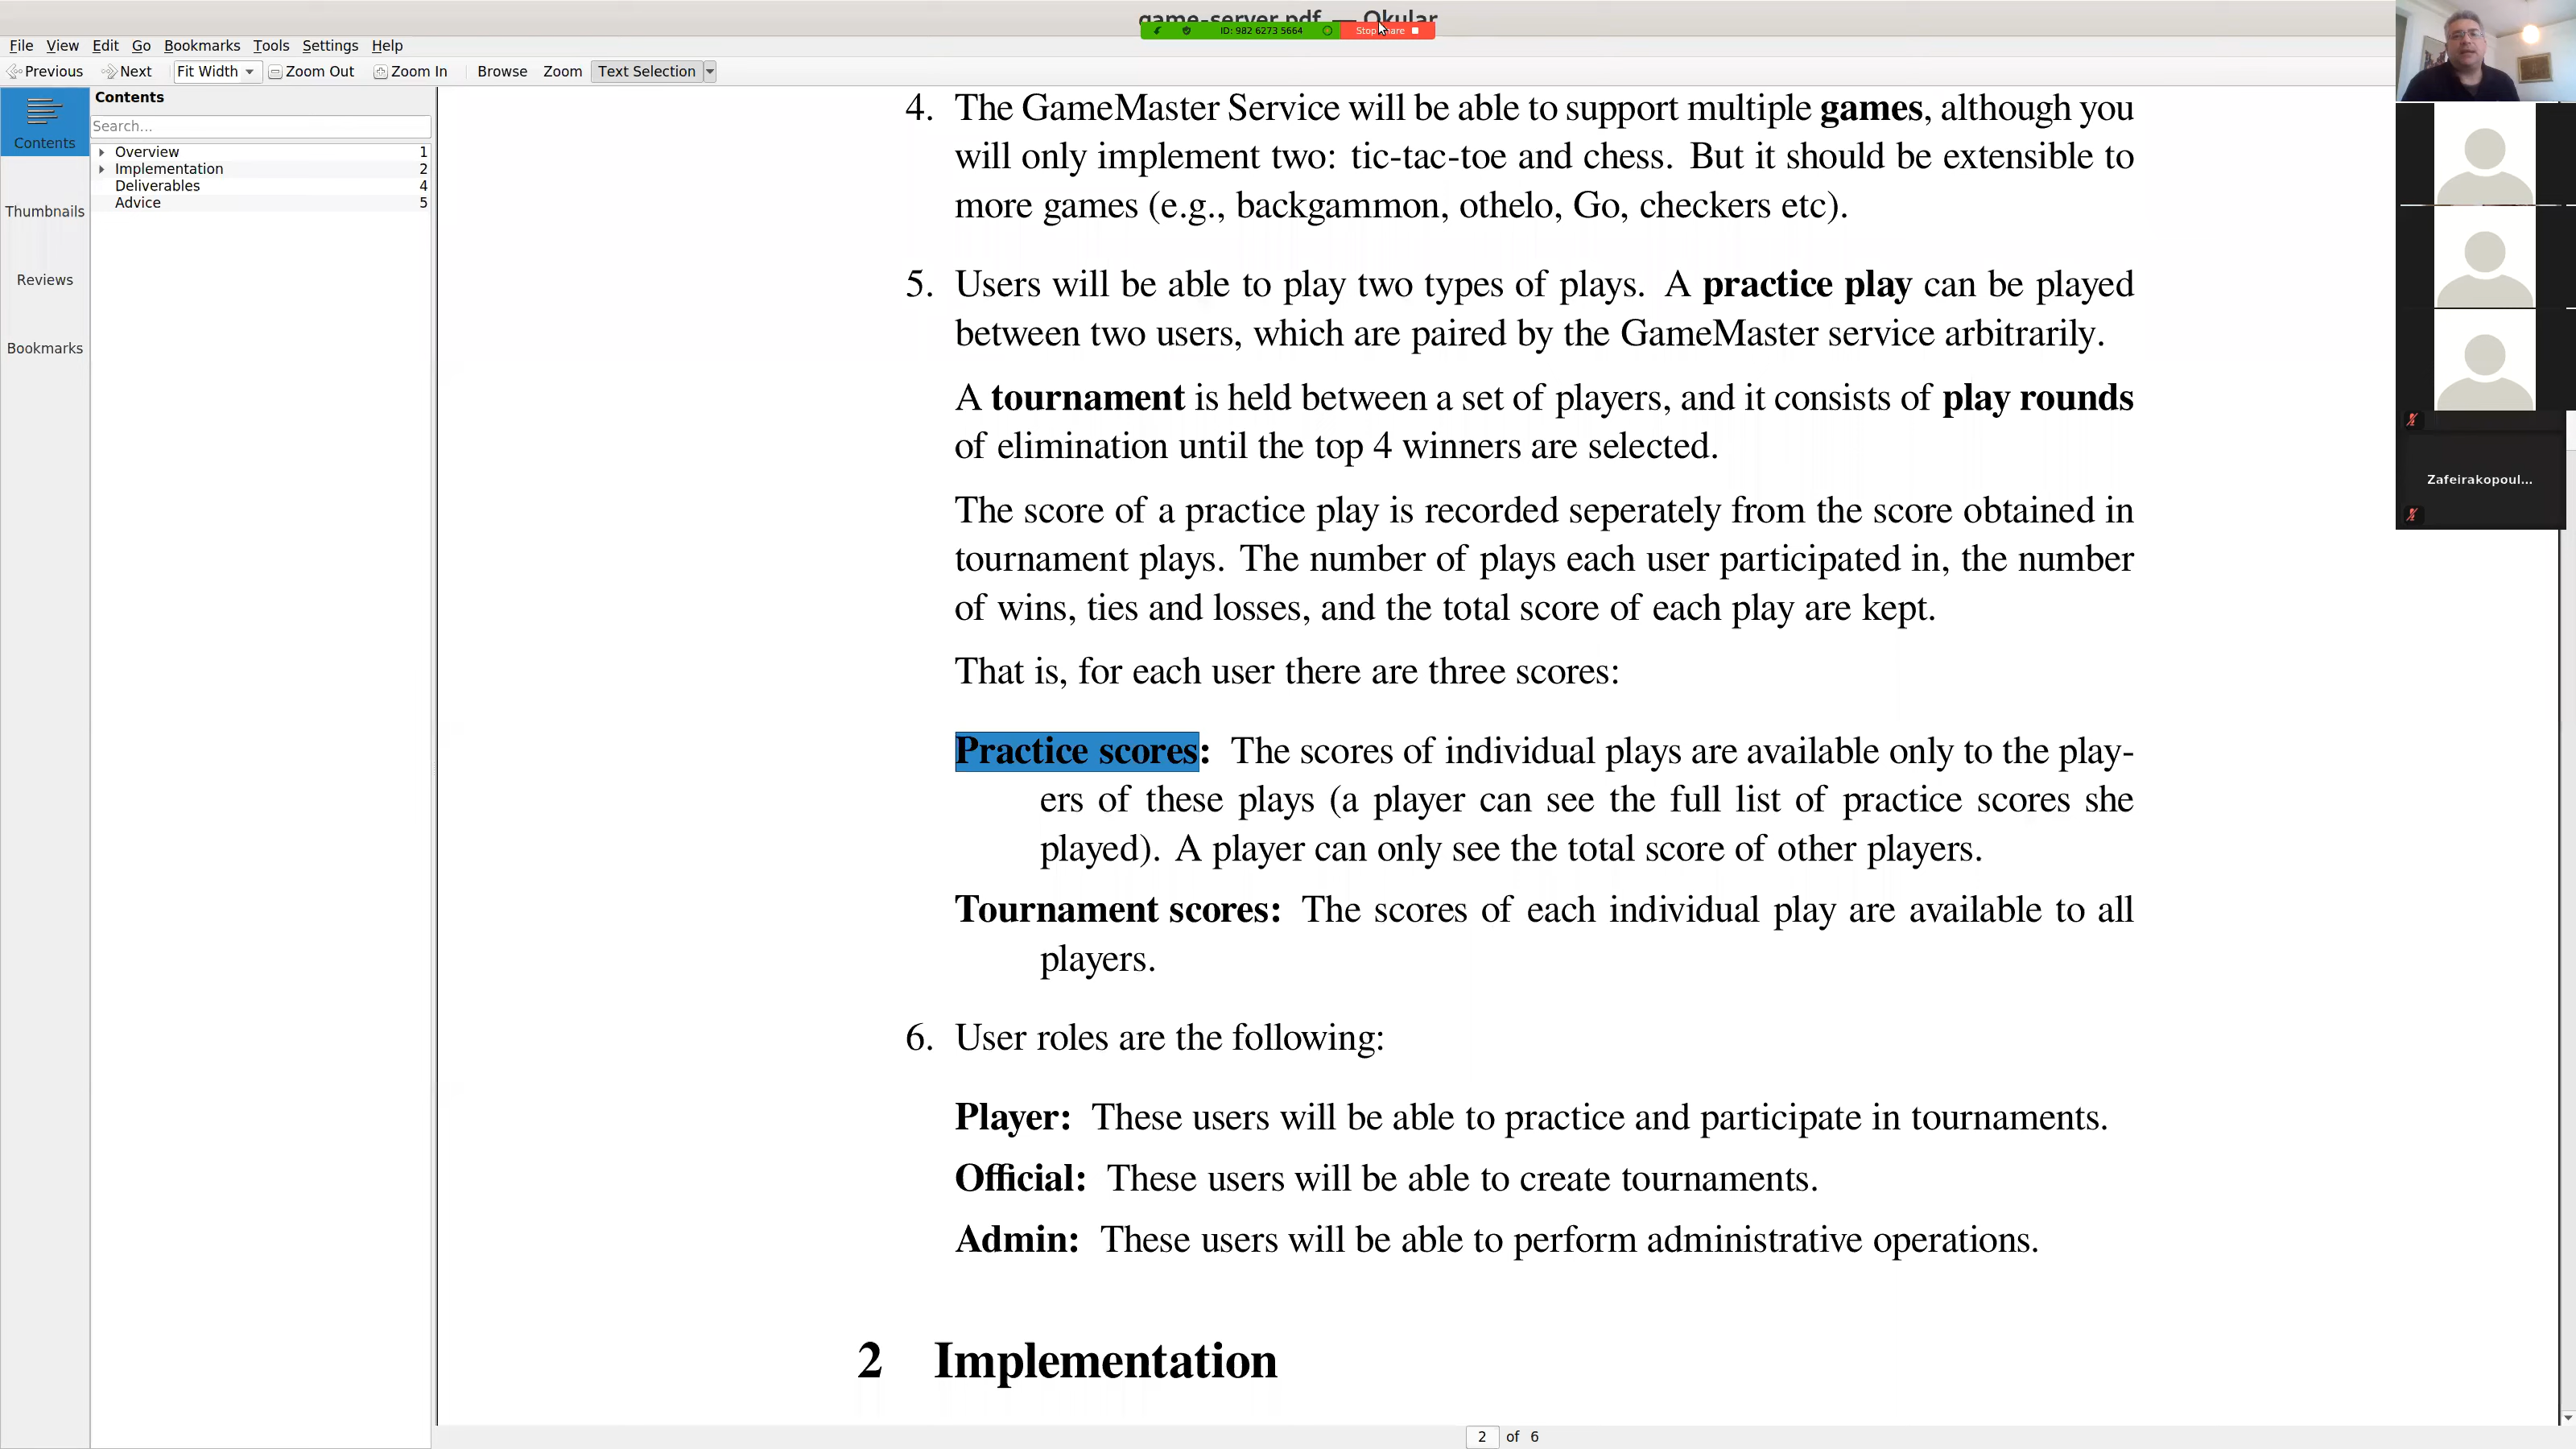 game-server.pdf — Okular
ID: 982 6273 5664
File View Edit Go Bookmarks Tools Settings Help
Previous Next Fit Width Zoom Out Zoom In Browse Zoom Text Selection
Contents
Search...
Contents
Overview 1
Implementation 2
Deliverables 4
Advice 5
Thumbnails
Reviews
Bookmarks
4. The GameMaster Service will be able to support multiple games, although you
will only implement two: tic-tac-toe and chess. But it should be extensible to
more games (e.g., backgammon, othelo, Go, checkers etc).
5. Users will be able to play two types of plays. A practice play can be played
between two users, which are paired by the GameMaster service arbitrarily.
A tournament is held between a set of players, and it consists of play rounds
of elimination until the top 4 winners are selected.
The score of a practice play is recorded seperately from the score obtained in
tournament plays. The number of plays each user participated in, the number
of wins, ties and losses, and the total score of each play are kept.
That is, for each user there are three scores:
Practice scores: The scores of individual plays are available only to the play-
ers of these plays (a player can see the full list of practice scores she
played). A player can only see the total score of other players.
Tournament scores: The scores of each individual play are available to all
players.
6. User roles are the following:
Player: These users will be able to practice and participate in tournaments.
Official: These users will be able to create tournaments.
Admin: These users will be able to perform administrative operations.
2 Implementation
2 of 6
Zafeirakopoul...